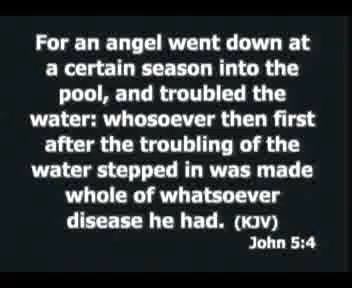 For an angel went down at
a certain season into the
pool, and troubled the
water: whosoever then first
after the troubling of the
water stepped in was made
whole of whatsoever
disease he had. (KJV)
John 5:4